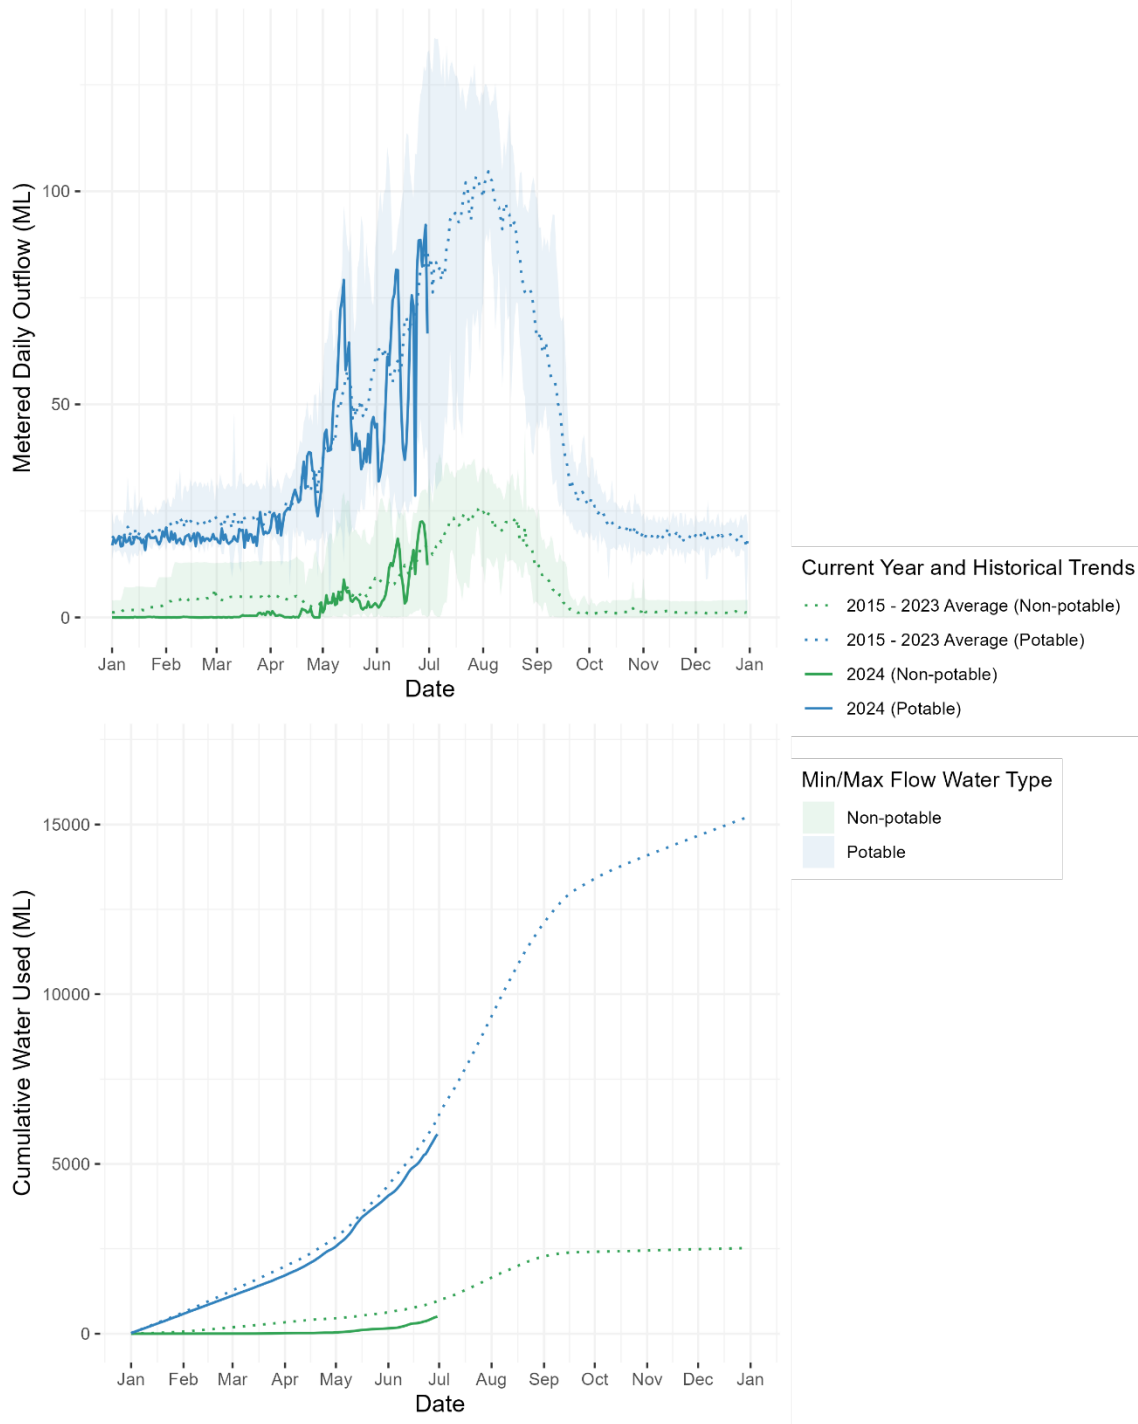 Metered Daily Outflow (ML)
100
50
0
Jan Feb Mar Apr May Jun Jul Aug Sep Oct Nov Dec Jan
Date
Current Year and Historical Trends
2015 - 2023 Average (Non-potable)
2015 - 2023 Average (Potable)
2024 (Non-potable)
2024 (Potable)
Min/Max Flow Water Type
Non-potable
Potable
Cumulative Water Used (ML)
15000
10000
5000
0
Jan Feb Mar Apr May Jun Jul Aug Sep Oct Nov Dec Jan
Date